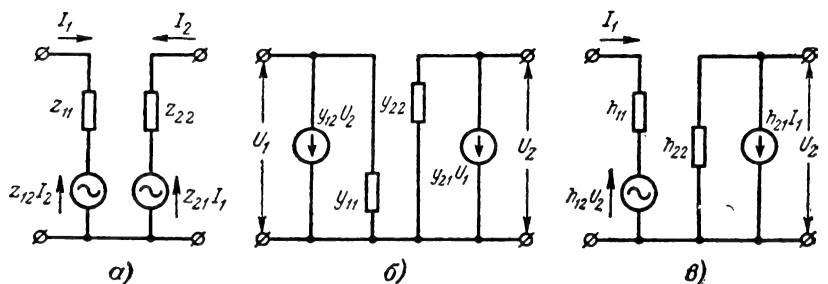 I₁ I₂
z₁₁ z₂₂
z₁₂I₂ z₂₁I₁
а)
U₁ y₁₂U₂ y₂₂ U₂
y₁₁ y₂₁U₁
б)
I₁
h₁₁ h₂₂ h₂₁I₁ U₂
h₁₂U₂
в)